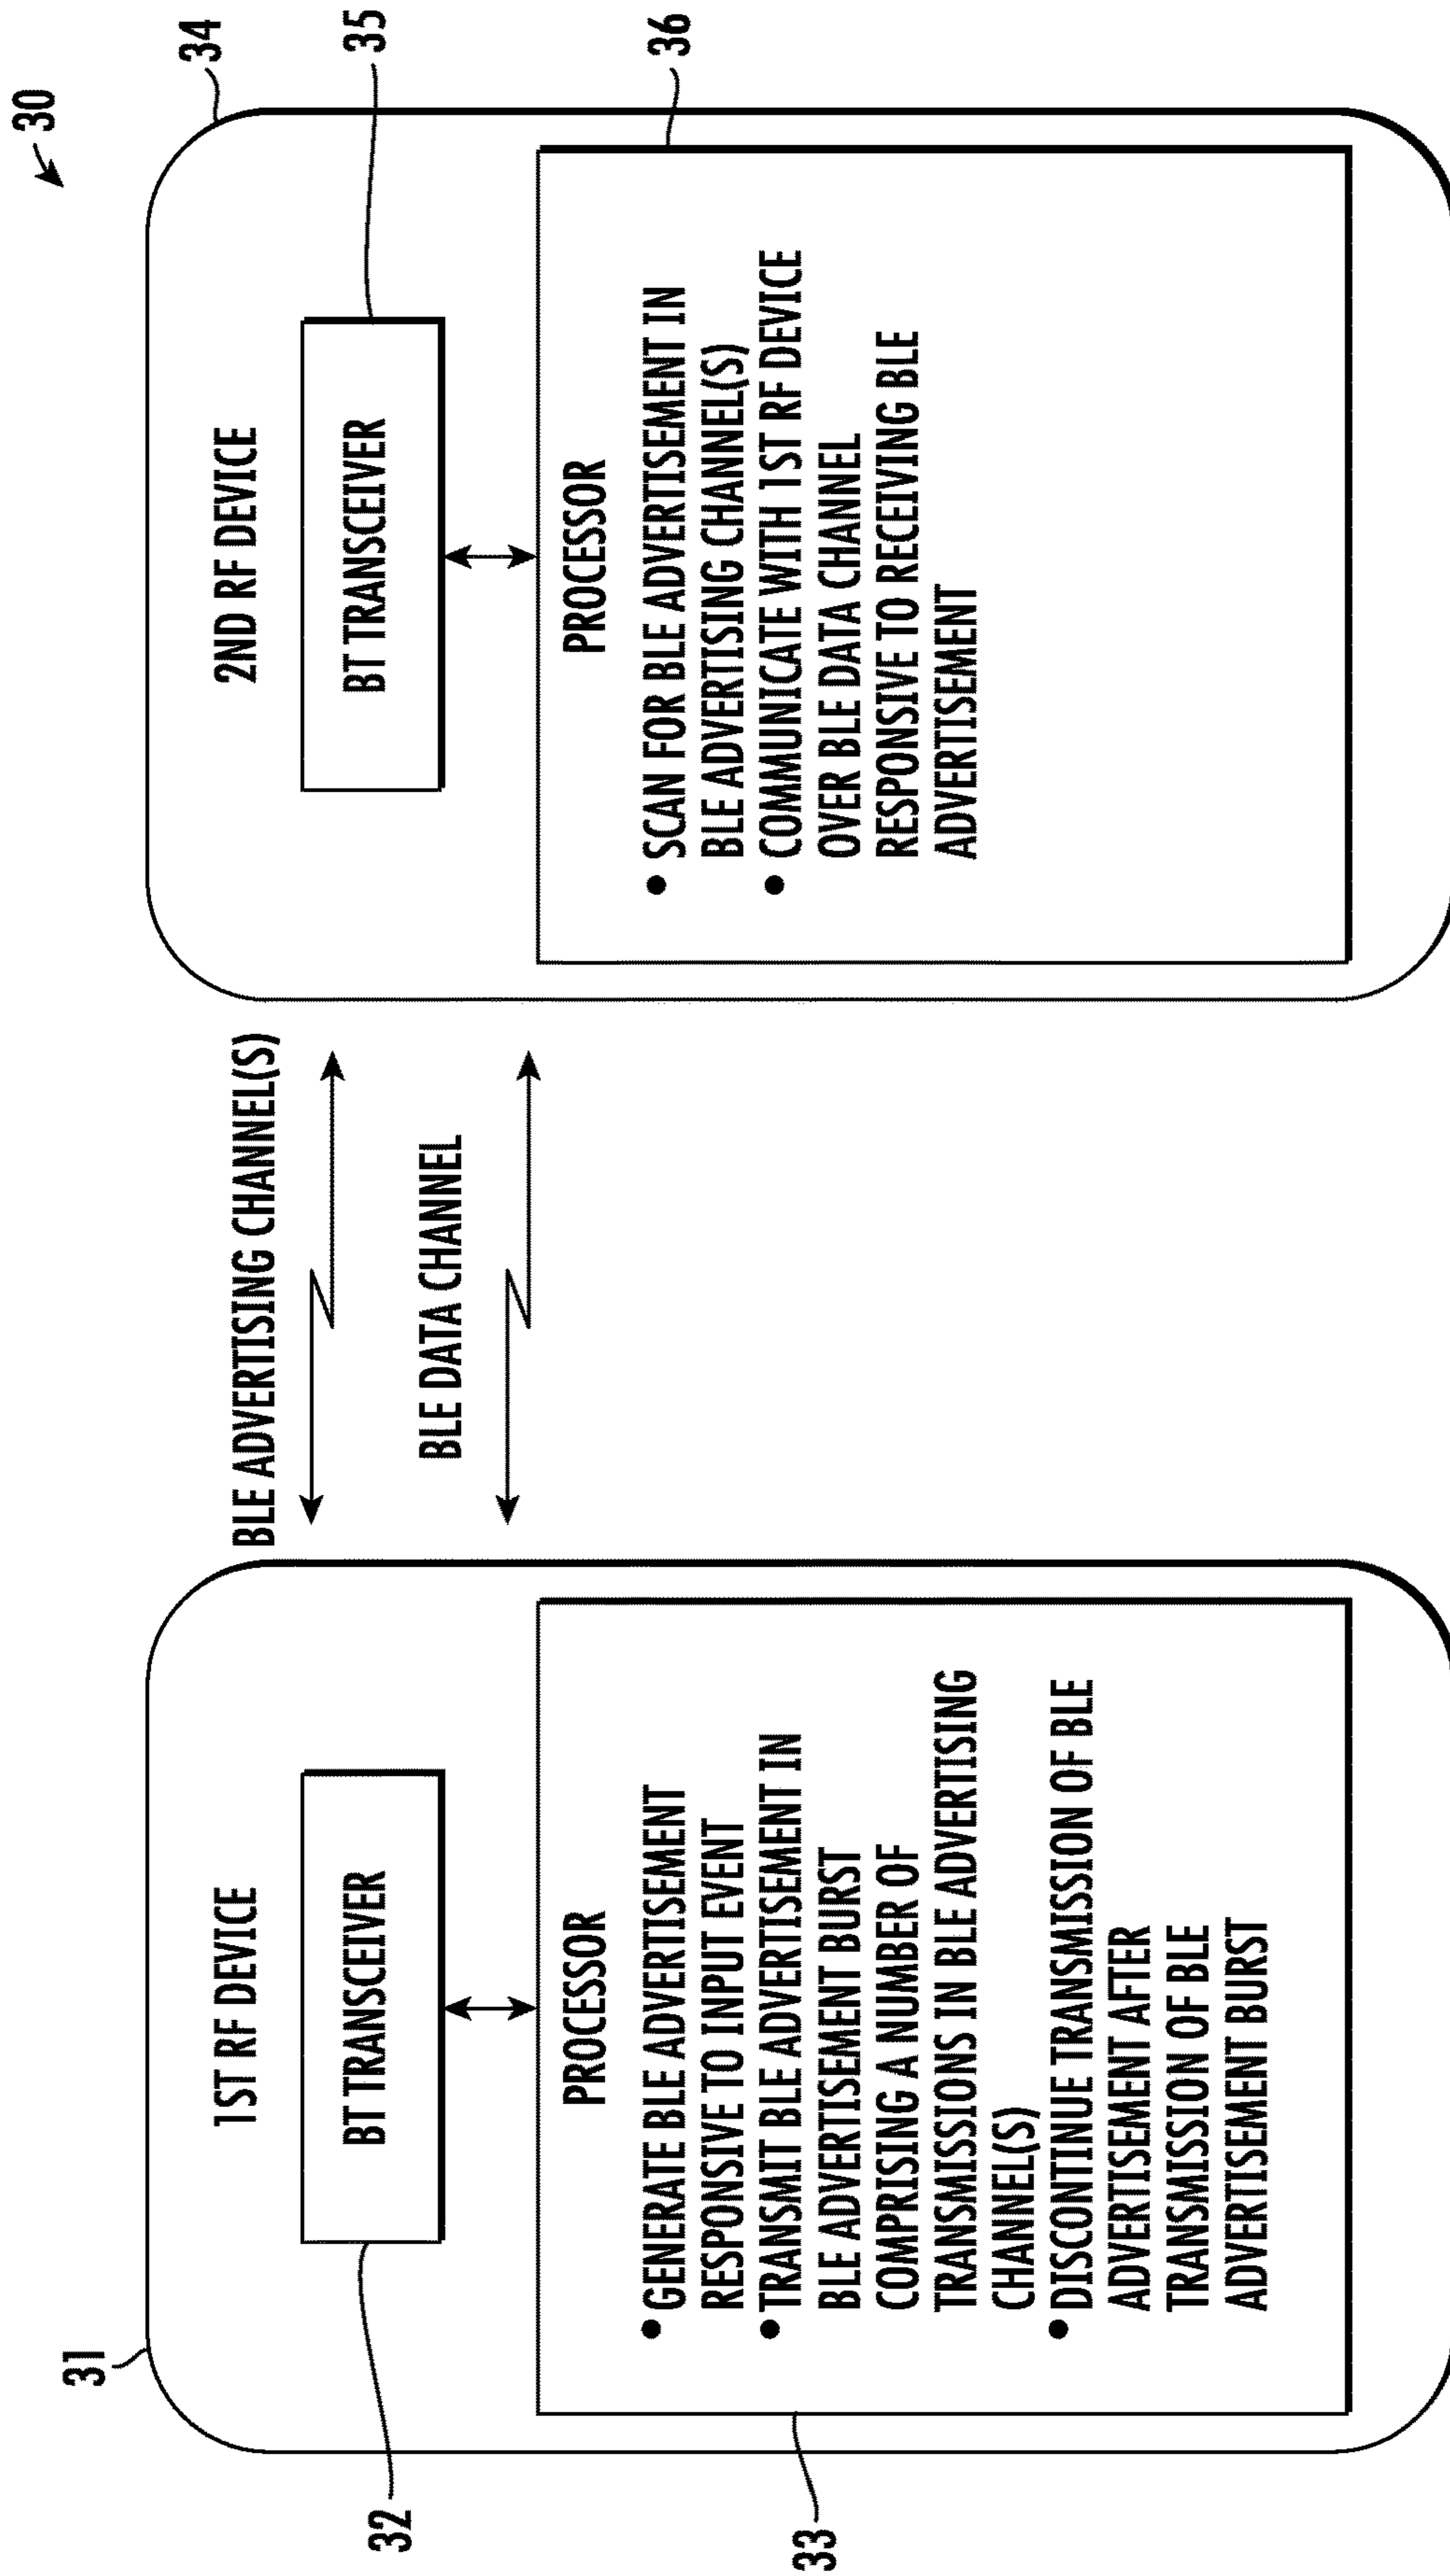 30
31
1ST RF DEVICE
32
BT TRANSCEIVER
33
PROCESSOR
• GENERATE BLE ADVERTISEMENT
RESPONSIVE TO INPUT EVENT
• TRANSMIT BLE ADVERTISEMENT IN
BLE ADVERTISEMENT BURST
COMPRISING A NUMBER OF
TRANSMISSIONS IN BLE ADVERTISING
CHANNEL(S)
• DISCONTINUE TRANSMISSION OF BLE
ADVERTISEMENT AFTER
TRANSMISSION OF BLE
ADVERTISEMENT BURST
BLE ADVERTISING CHANNEL(S)
BLE DATA CHANNEL
34
2ND RF DEVICE
35
BT TRANSCEIVER
36
PROCESSOR
• SCAN FOR BLE ADVERTISEMENT IN
BLE ADVERTISING CHANNEL(S)
• COMMUNICATE WITH 1ST RF DEVICE
OVER BLE DATA CHANNEL
RESPONSIVE TO RECEIVING BLE
ADVERTISEMENT